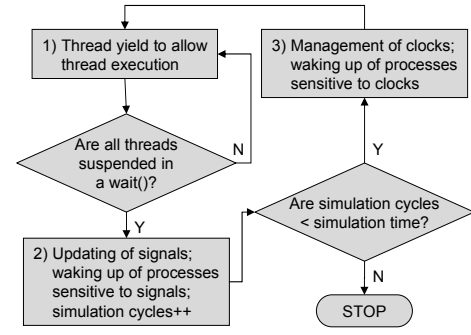 1) Thread yield to allow
thread execution
N
Are all threads
suspended in
a wait()?
Y
2) Updating of signals;
waking up of processes
sensitive to signals;
simulation cycles++
3) Management of clocks;
waking up of processes
sensitive to clocks
Y
Are simulation cycles
< simulation time?
N
STOP